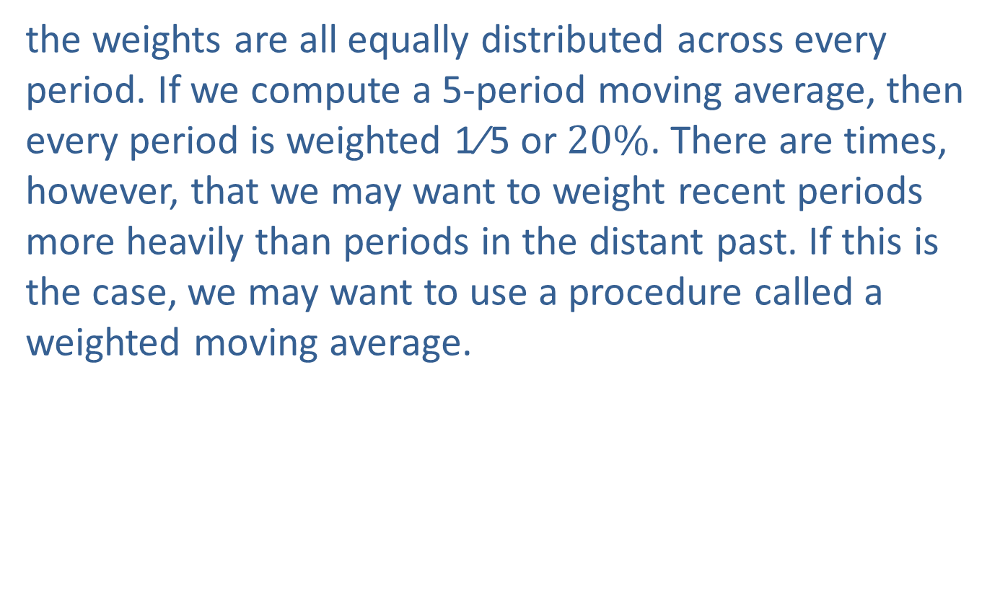 the weights are all equally distributed across every
period. If we compute a 5-period moving average, then
every period is weighted 1∕5 or 20%. There are times,
however, that we may want to weight recent periods
more heavily than periods in the distant past. If this is
the case, we may want to use a procedure called a
weighted moving average.